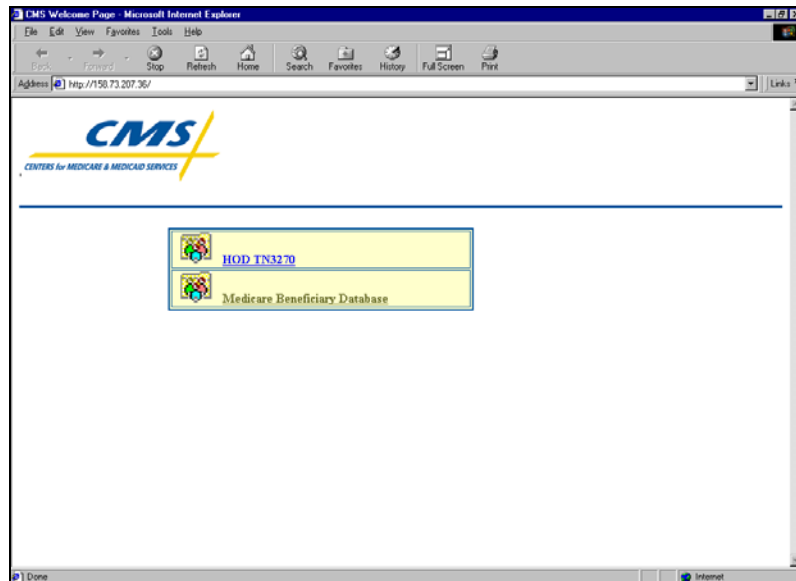 CMS Welcome Page - Microsoft Internet Explorer
File Edit View Favorites Tools Help
Back Forward Stop Refresh Home Search Favorites History Full Screen Print
Address http://158.73.207.36/ Links
CMS
CENTERS for MEDICARE & MEDICAID SERVICES
HOD TN3270
Medicare Beneficiary Database
Done Internet